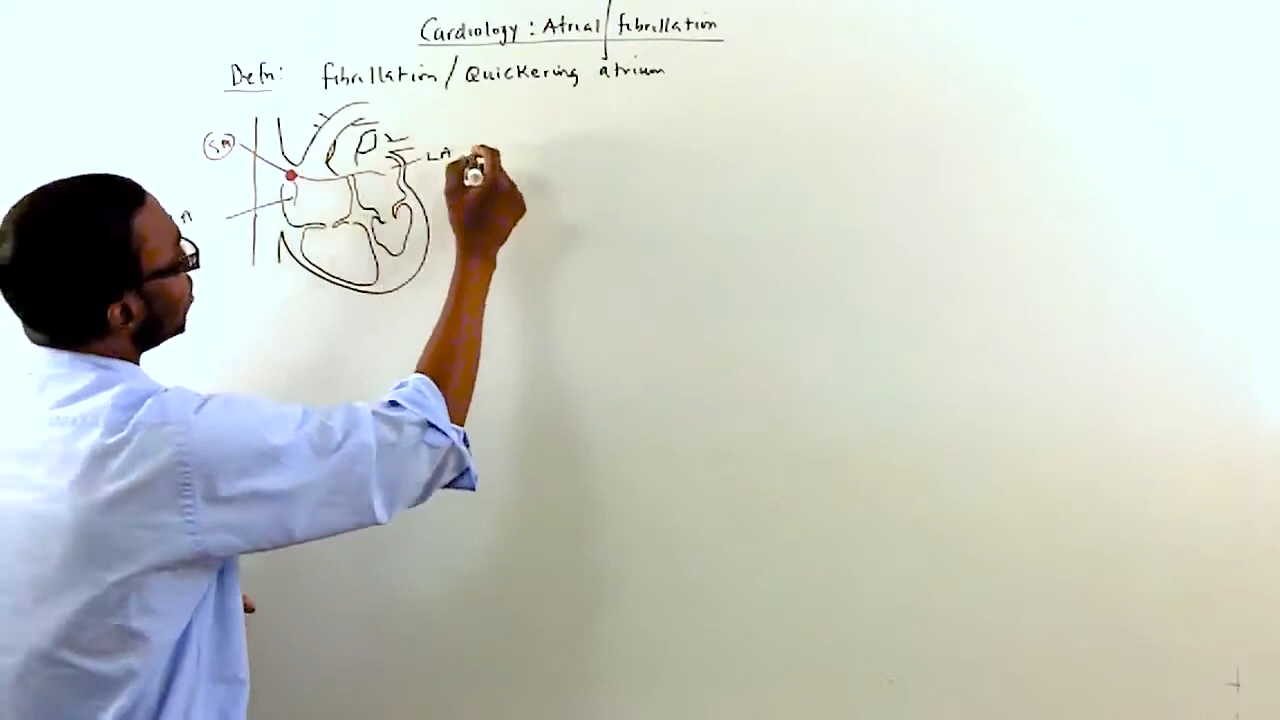 Cardiology : Atrial fibrillation
Defn: fibrillation / Quickering atrium
SA
LA
A